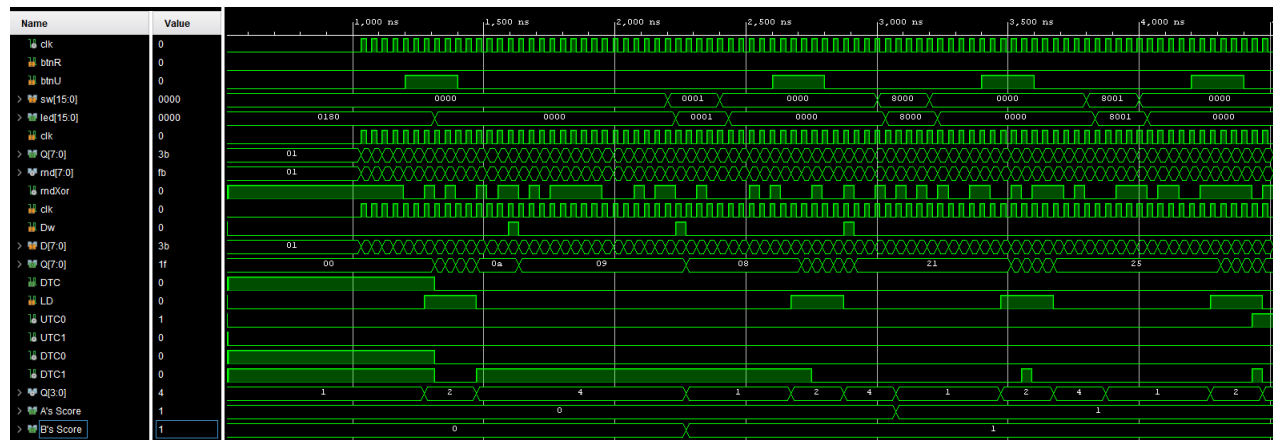 Name Value 1,000 ns 1,500 ns 2,000 ns 2,500 ns 3,000 ns 3,500 ns 4,000 ns
clk 0
btnR 0
btnU 0
sw[15:0] 0000 0000 0001 0000 8000 0000 8001 0000
led[15:0] 0000 0180 0000 0001 0000 8000 0000 8001 0000
clk 0
Q[7:0] 3b 01
rnd[7:0] fb 01
rndXor 0
clk 0
Dw 0
D[7:0] 3b 01
Q[7:0] 1f 00 0a 09 08 21 25
DTC 0
LD 0
UTC0 1
UTC1 0
DTC0 0
DTC1 0
Q[3:0] 4 1 2 4 1 2 4 1 2 4 1 2
A's Score 1 0 1
B's Score 1 0 1